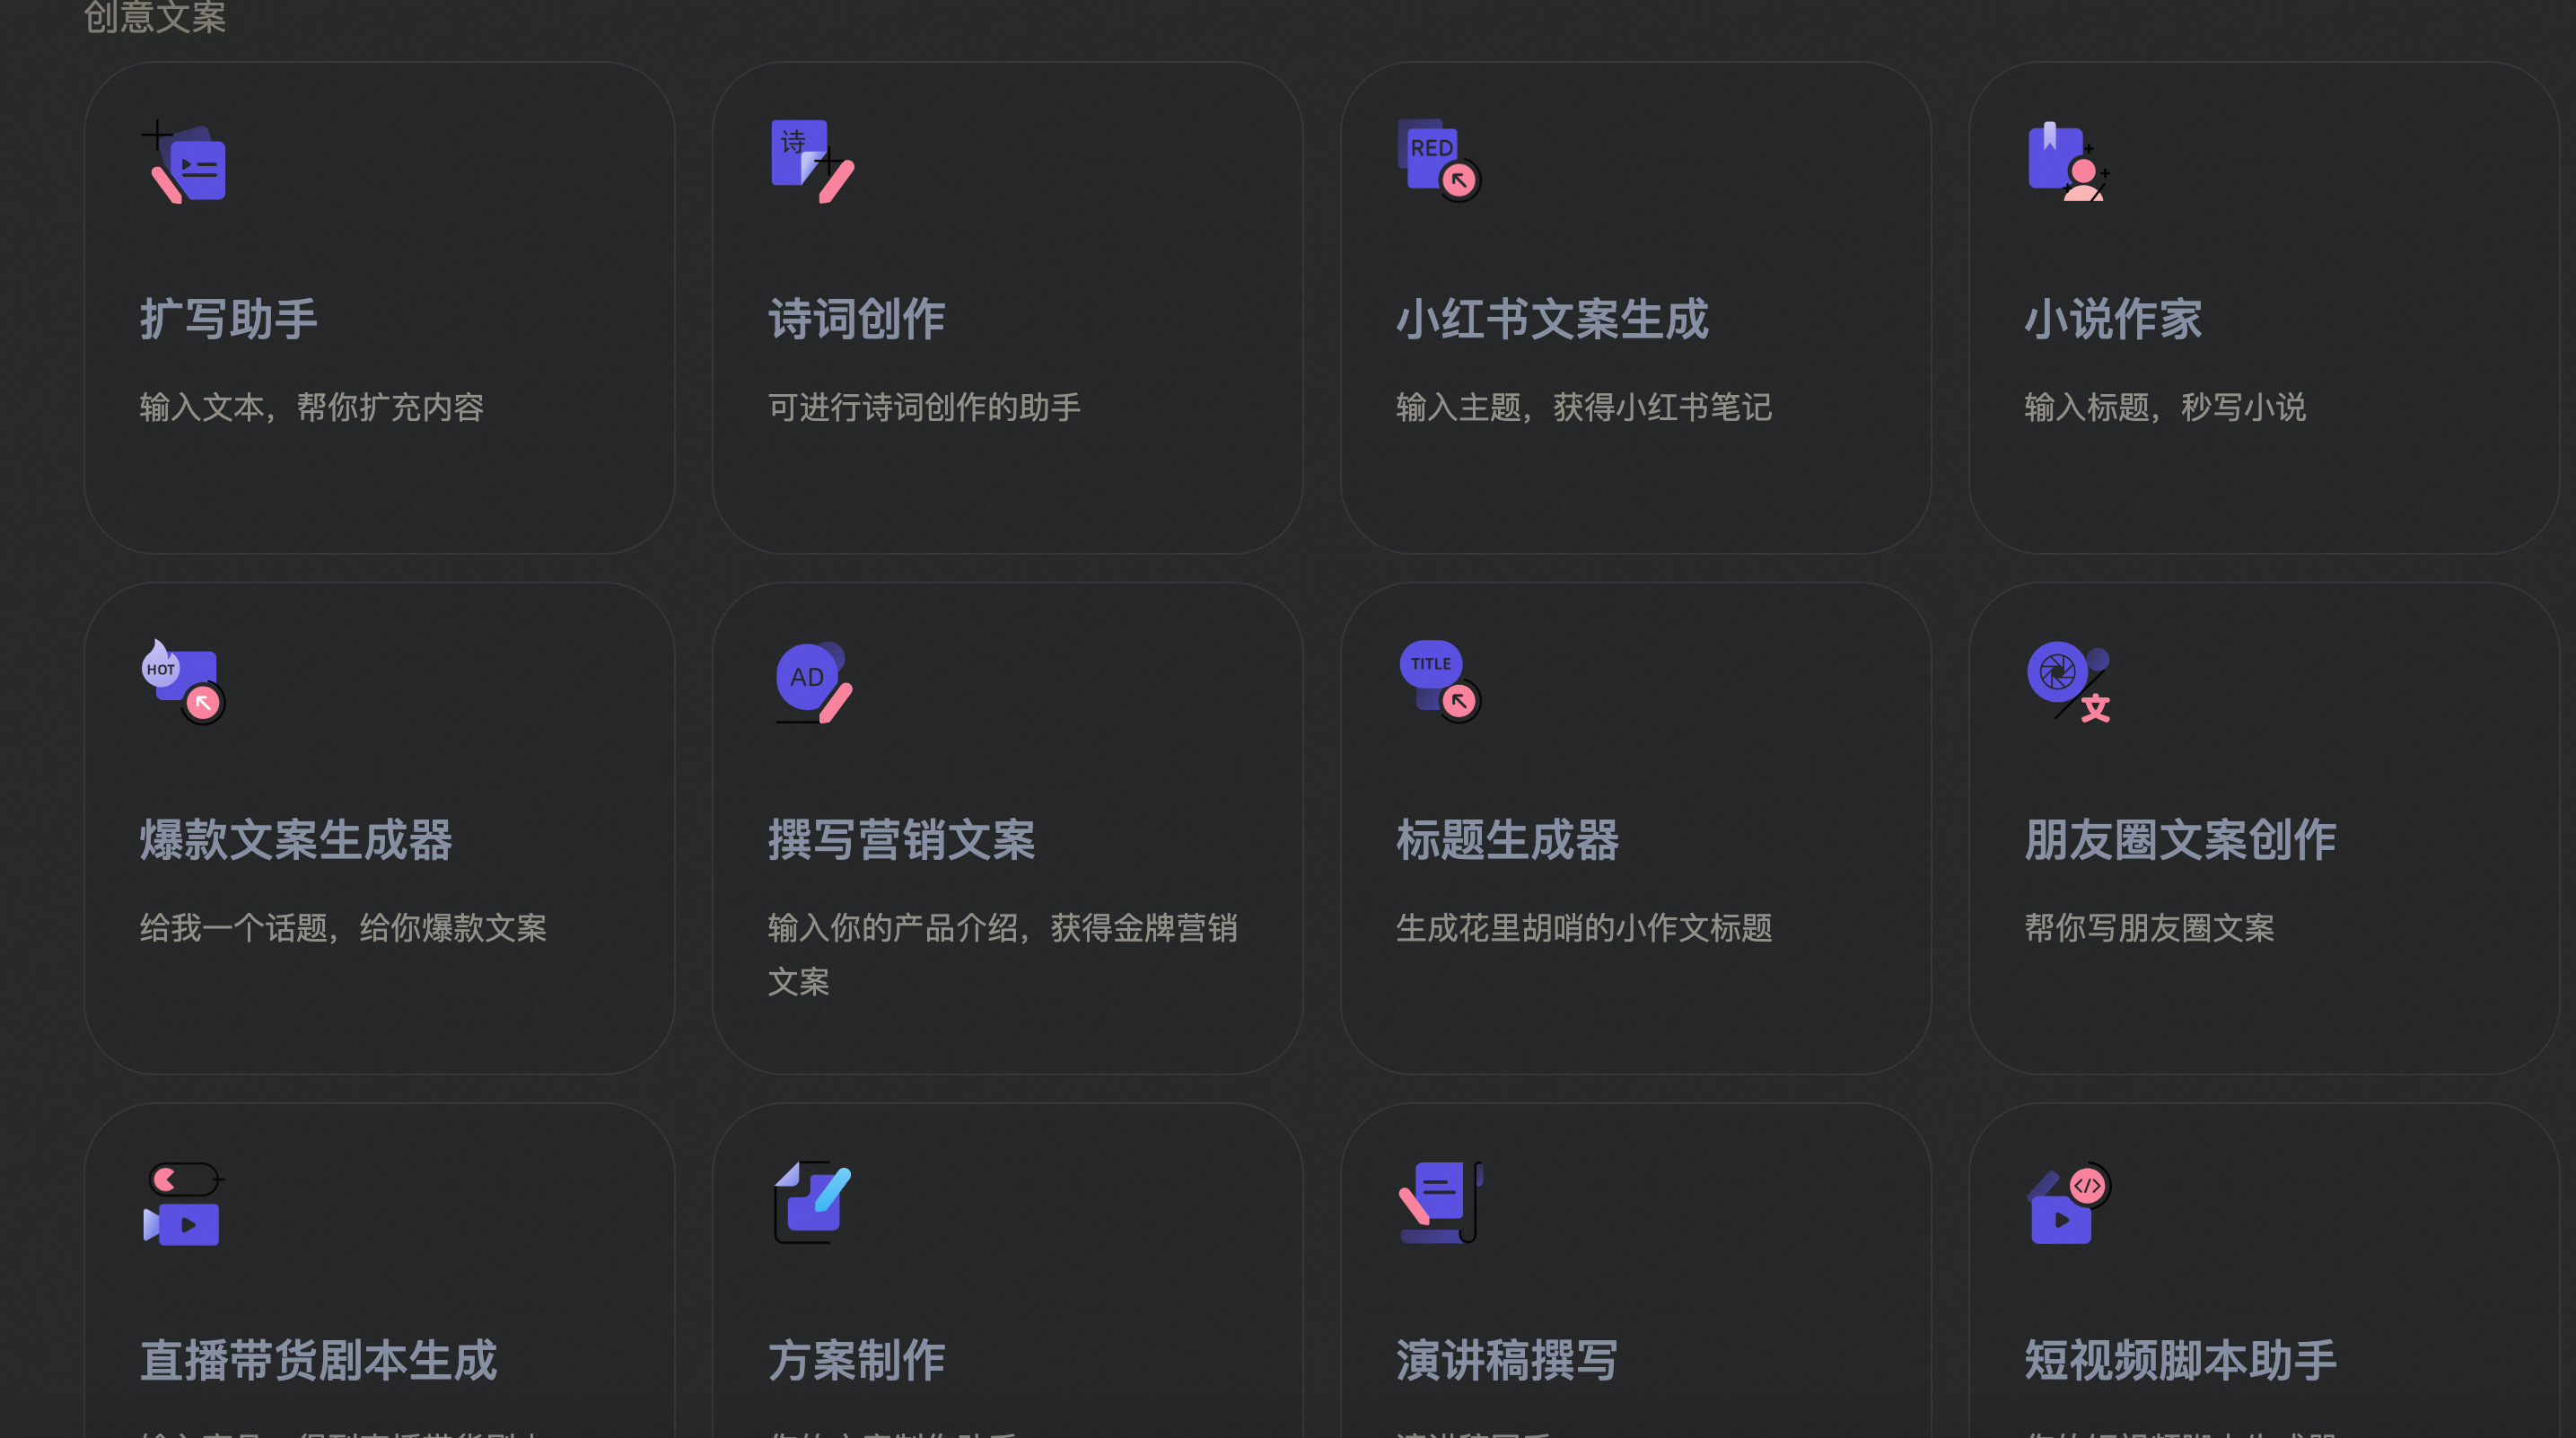 创意文案
诗
RED
扩写助手
诗词创作
小红书文案生成
小说作家
输入文本，帮你扩充内容
可进行诗词创作的助手
输入主题，获得小红书笔记
输入标题，秒写小说
HOT
AD
TITLE
文
爆款文案生成器
撰写营销文案
标题生成器
朋友圈文案创作
给我一个话题，给你爆款文案
输入你的产品介绍，获得金牌营销
文案
生成花里胡哨的小作文标题
帮你写朋友圈文案
</>
直播带货剧本生成
方案制作
演讲稿撰写
短视频脚本助手